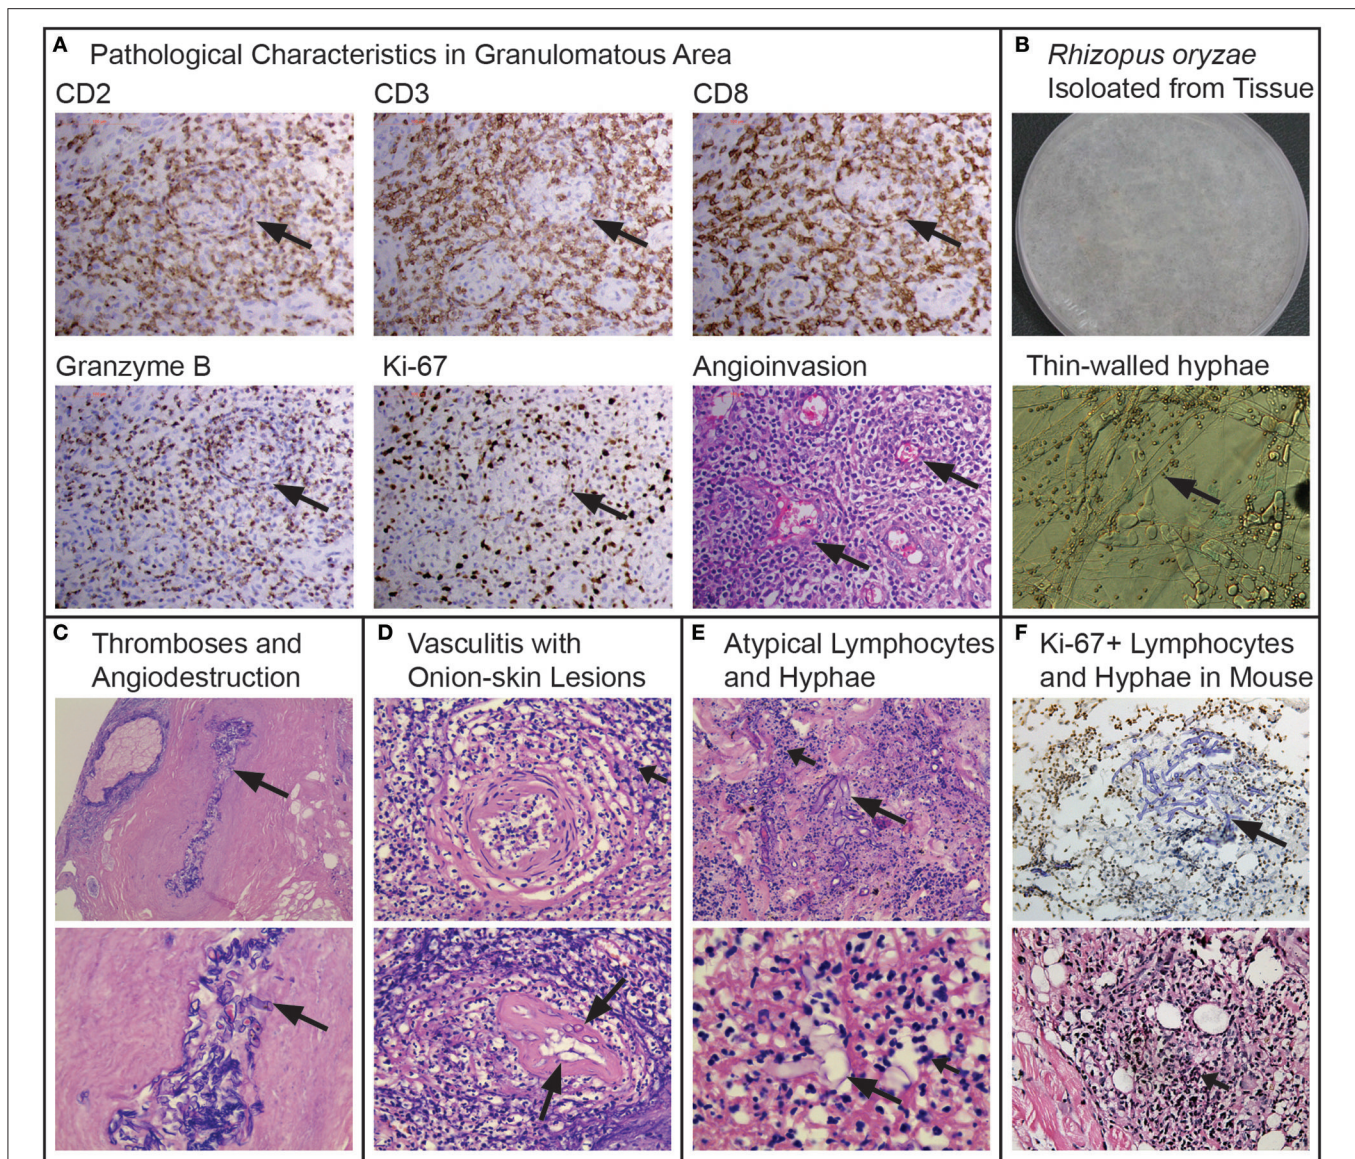 A Pathological Characteristics in Granulomatous Area
CD2
CD3
CD8
Granzyme B
Ki-67
Angioinvasion
B Rhizopus oryzae
Isoloated from Tissue
Thin-walled hyphae
C Thromboses and
Angiodestruction
D Vasculitis with
Onion-skin Lesions
E Atypical Lymphocytes
and Hyphae
F Ki-67+ Lymphocytes
and Hyphae in Mouse